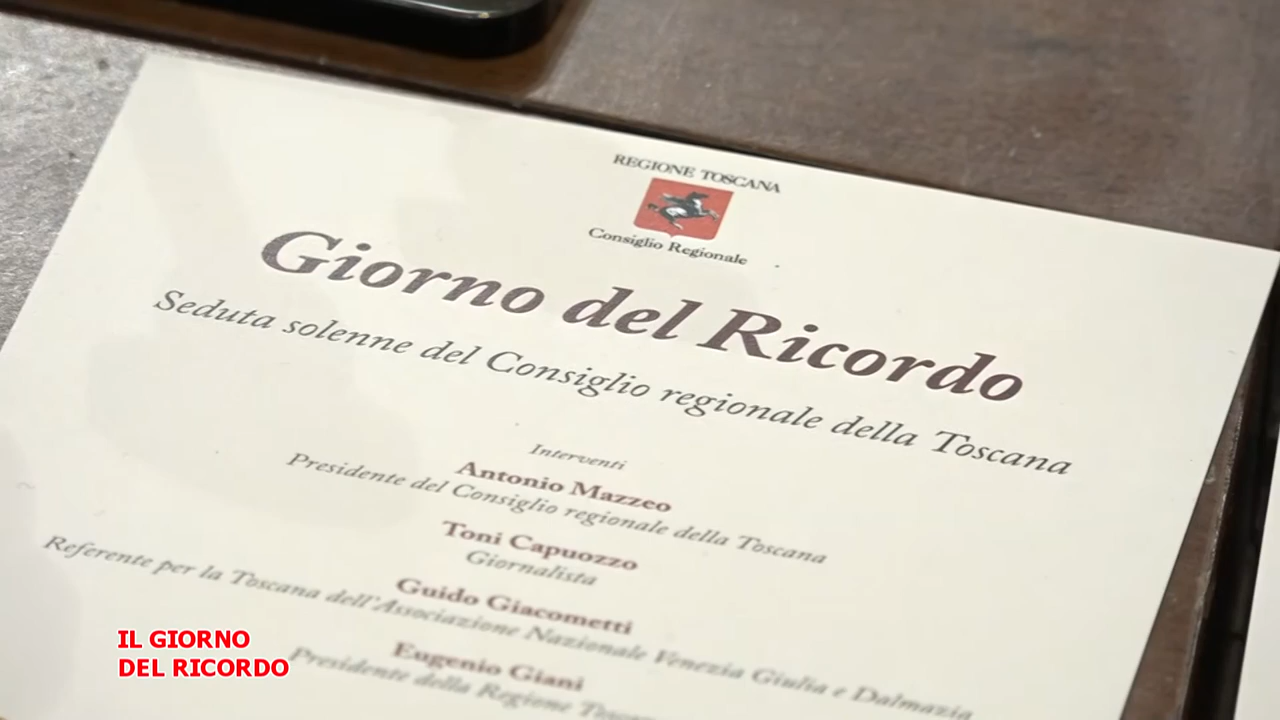 REGIONE TOSCANA
Consiglio Regionale
Giorno del Ricordo
Seduta solenne del Consiglio regionale della Toscana
Interventi
Antonio Mazzeo
Presidente del Consiglio regionale della Toscana
Toni Capuozzo
Giornalista
Guido Giacometti
Referente per la Toscana dell'Associazione Nazionale Venezia Giulia e Dalmazia
Eugenio Giani
Presidente della Regione Toscana
IL GIORNO
DEL RICORDO